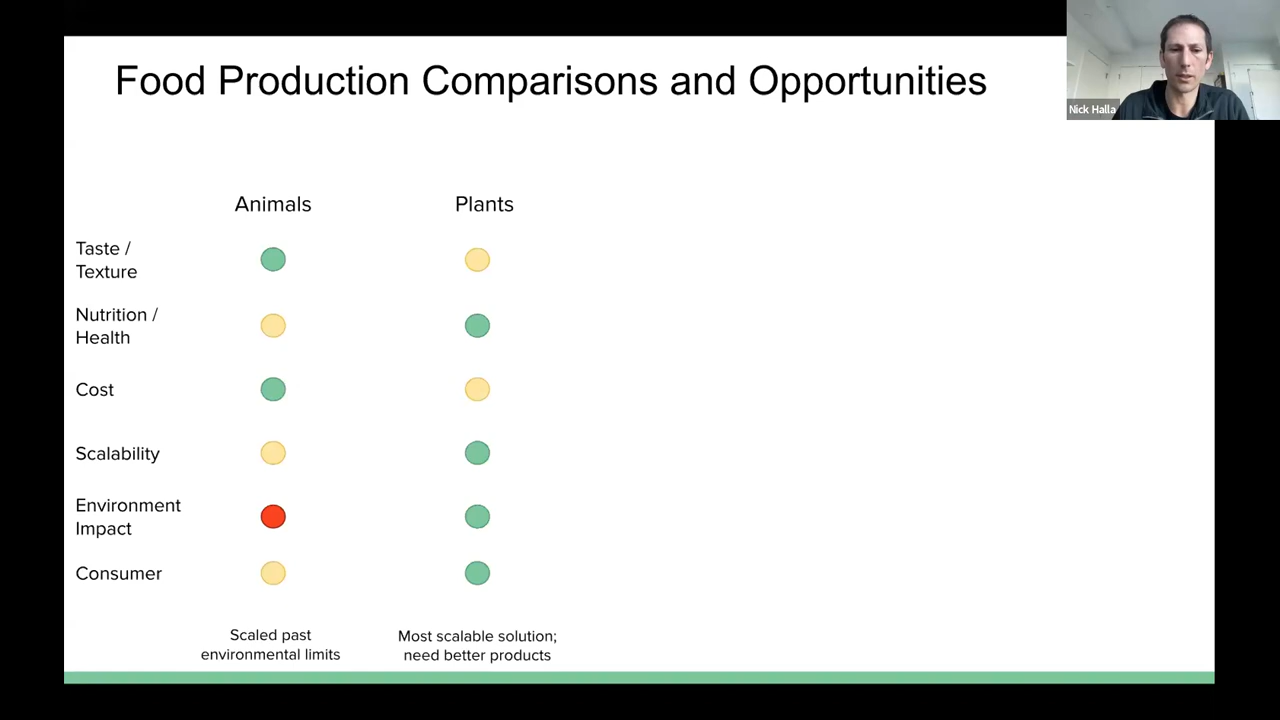 Food Production Comparisons and Opportunities
Nick Halla
Animals
Plants
Taste /
Texture
Nutrition /
Health
Cost
Scalability
Environment
Impact
Consumer
Scaled past
environmental limits
Most scalable solution;
need better products